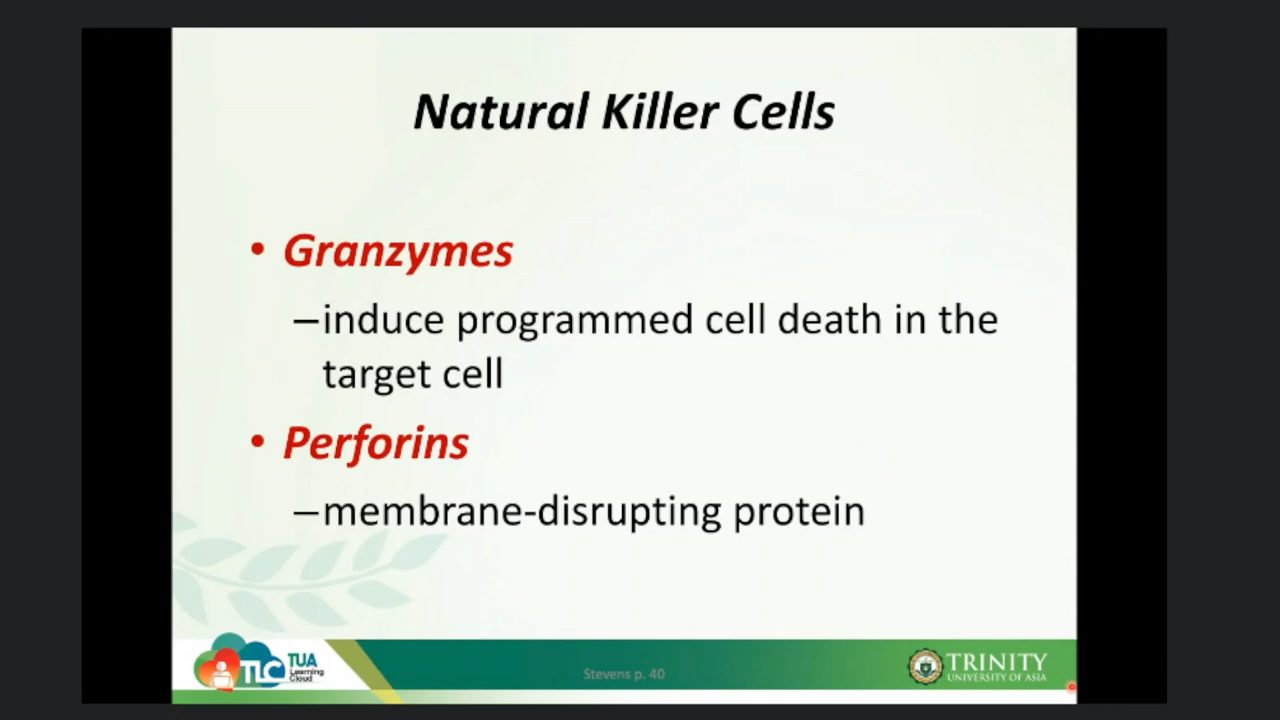 Natural Killer Cells
• Granzymes
–induce programmed cell death in the
target cell
• Perforins
–membrane-disrupting protein
TLC TUA
Learning
Cloud
Stevens p. 40
TRINITY
UNIVERSITY OF ASIA